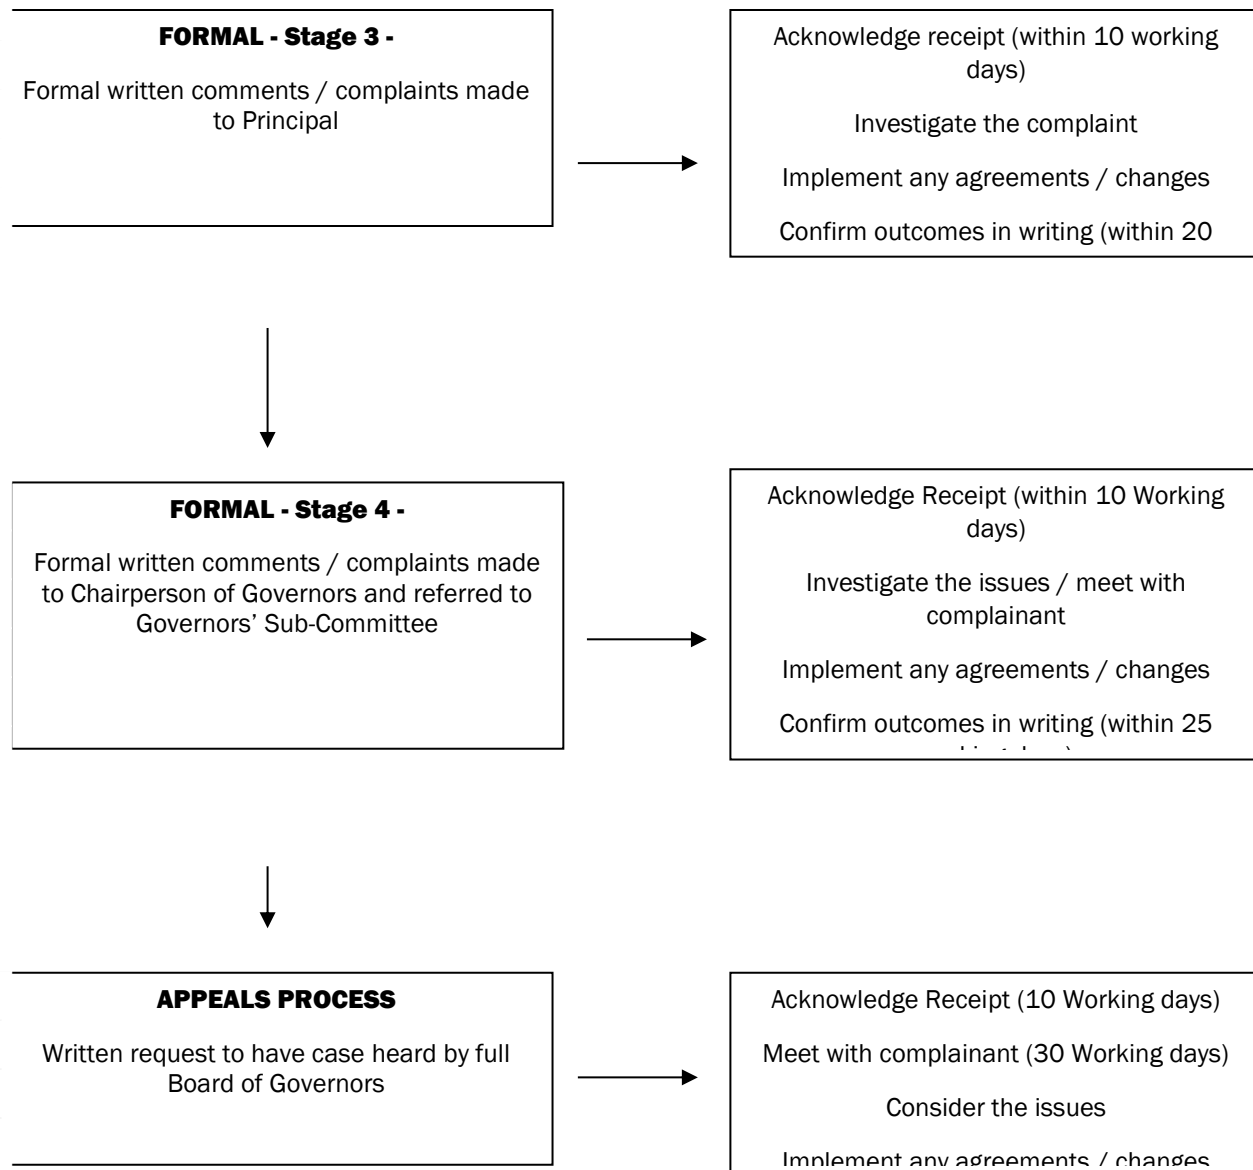 FORMAL - Stage 3 -
Formal written comments / complaints made
to Principal
Acknowledge receipt (within 10 working
days)
Investigate the complaint
Implement any agreements / changes
Confirm outcomes in writing (within 20
FORMAL - Stage 4 -
Formal written comments / complaints made
to Chairperson of Governors and referred to
Governors’ Sub-Committee
Acknowledge Receipt (within 10 Working
days)
Investigate the issues / meet with
complainant
Implement any agreements / changes
Confirm outcomes in writing (within 25
APPEALS PROCESS
Written request to have case heard by full
Board of Governors
Acknowledge Receipt (10 Working days)
Meet with complainant (30 Working days)
Consider the issues
Implement any agreements / changes